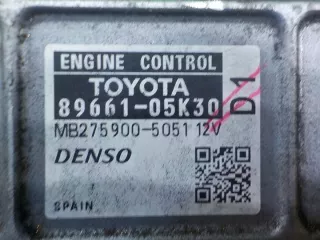 ENGINE CONTROL
TOYOTA
89661-05K30
D1
MB275900-5051 12V
DENSO
SPAIN